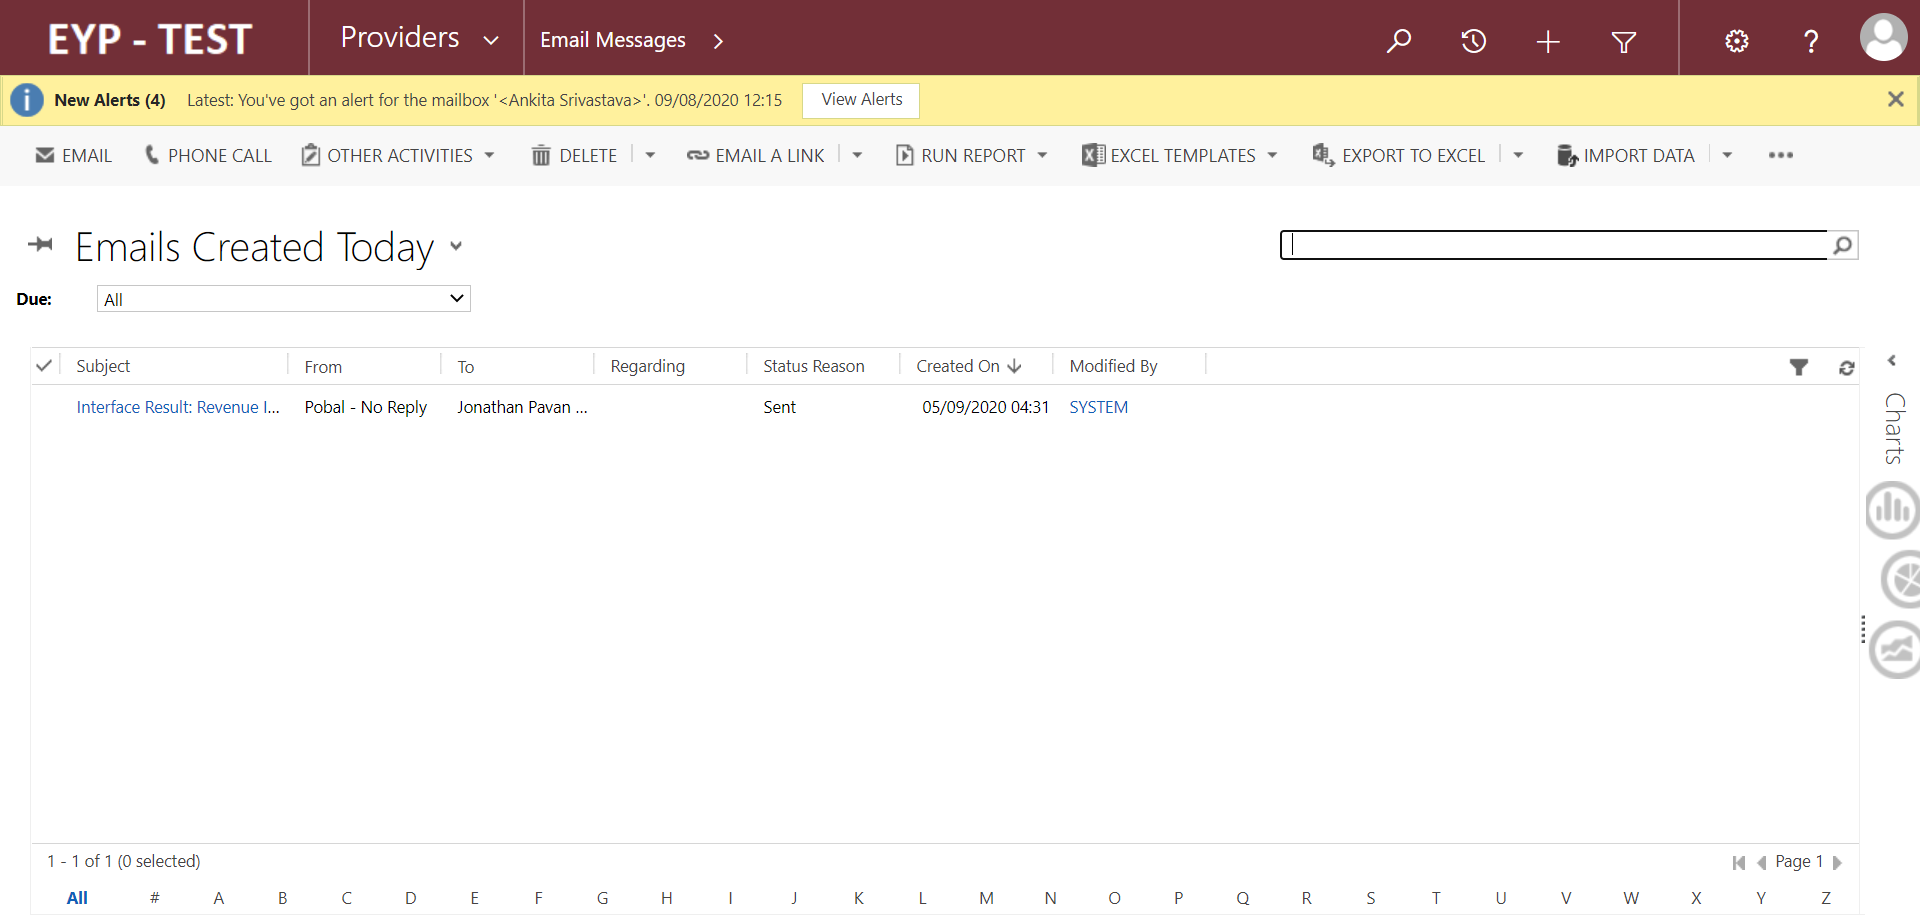 EYP - TEST Providers Email Messages
New Alerts (4) Latest: You've got an alert for the mailbox '<Ankita Srivastava>'. 09/08/2020 12:15 View Alerts
EMAIL PHONE CALL OTHER ACTIVITIES DELETE EMAIL A LINK RUN REPORT EXCEL TEMPLATES EXPORT TO EXCEL IMPORT DATA
Emails Created Today
Due: All
Subject From To Regarding Status Reason Created On Modified By
Interface Result: Revenue I... Pobal - No Reply Jonathan Pavan ... Sent 05/09/2020 04:31 SYSTEM
Charts
1 - 1 of 1 (0 selected) Page 1
All # A B C D E F G H I J K L M N O P Q R S T U V W X Y Z